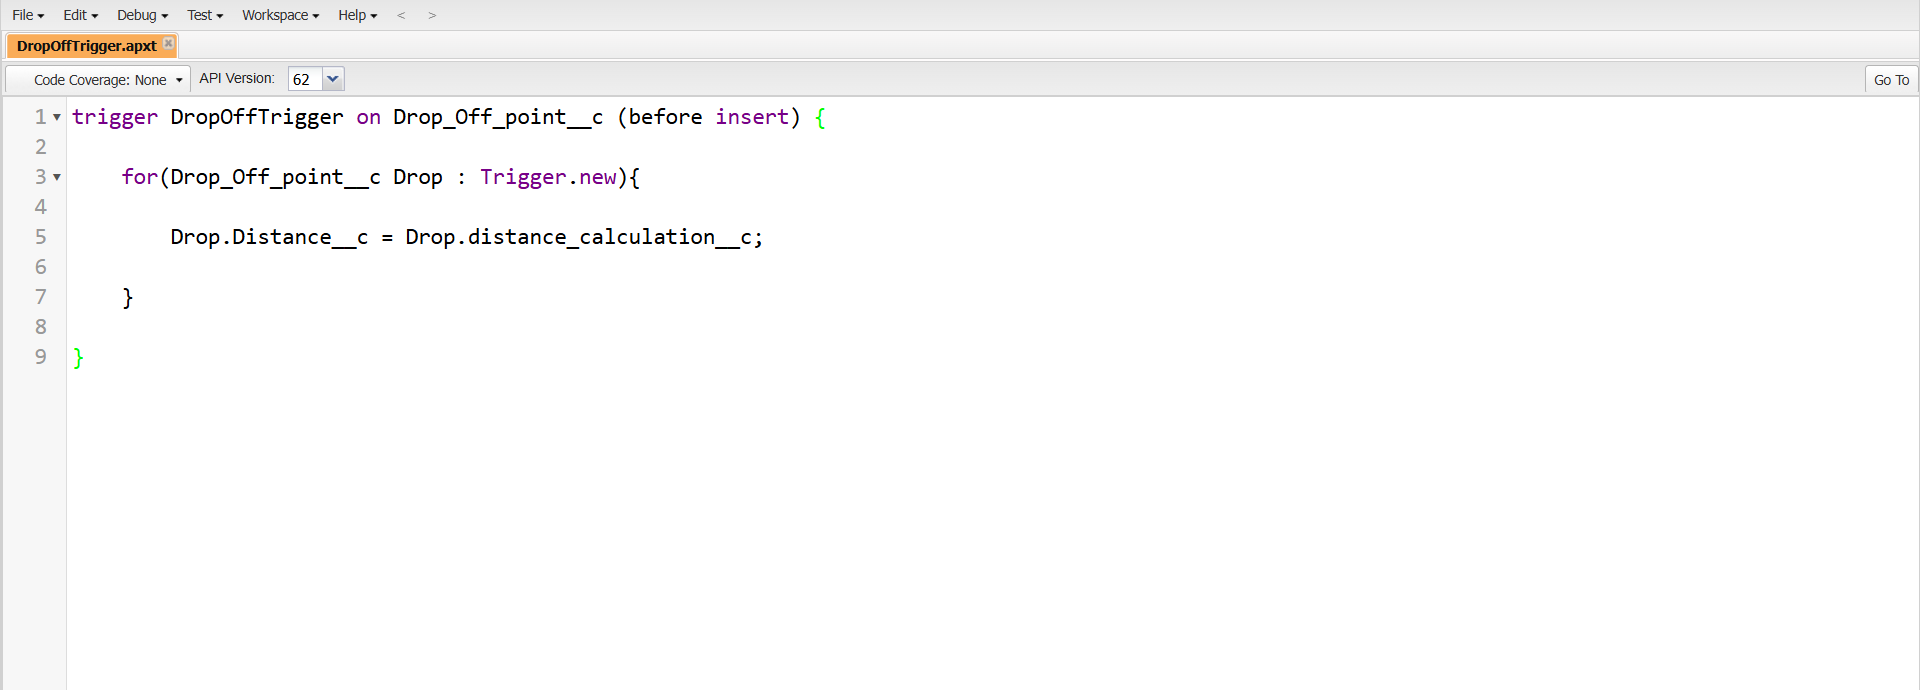 File Edit Debug Test Workspace Help < >
DropOffTrigger.apxt
Code Coverage: None API Version: 62 Go To
1 trigger DropOffTrigger on Drop_Off_point__c (before insert) {
2
3 for(Drop_Off_point__c Drop : Trigger.new){
4
5 Drop.Distance__c = Drop.distance_calculation__c;
6
7 }
8
9 }